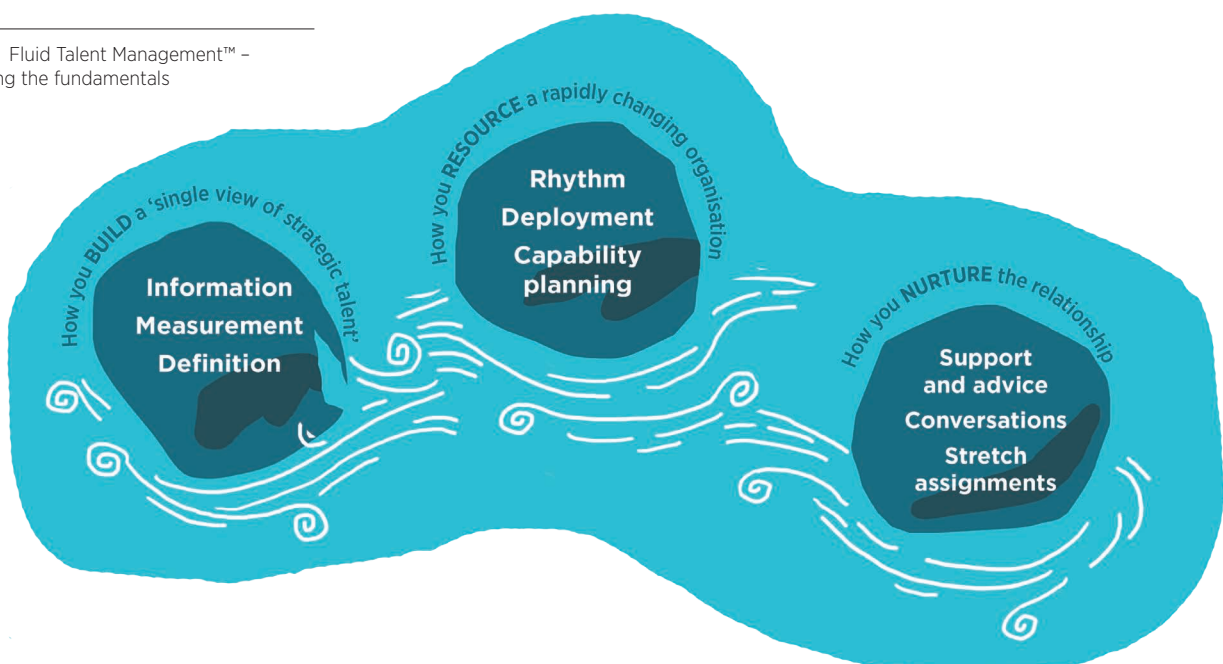 Fluid Talent Management™ –
ng the fundamentals
How you BUILD a ‘single view of strategic talent’
Information
Measurement
Definition
How you RESOURCE a rapidly changing organisation
Rhythm
Deployment
Capability
planning
How you NURTURE the relationship
Support
and advice
Conversations
Stretch
assignments